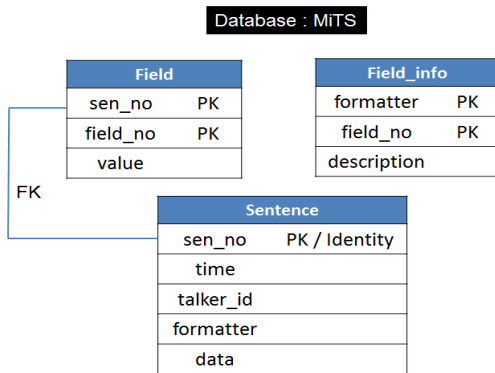 Database : MiTS
Field
sen_no PK
field_no PK
value
Field_info
formatter PK
field_no PK
description
FK
Sentence
sen_no PK / Identity
time
talker_id
formatter
data